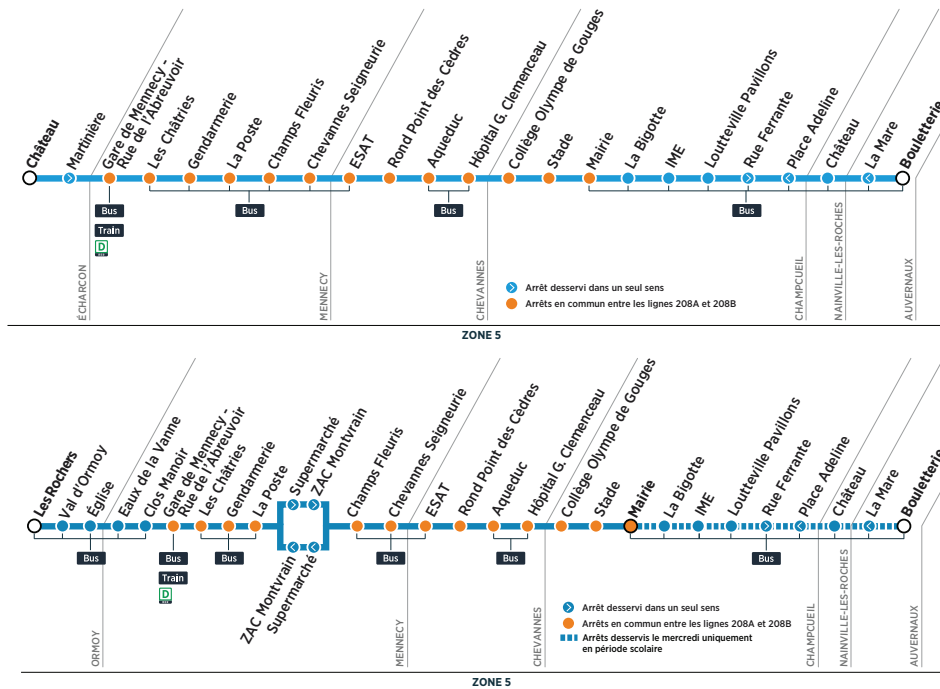 Château
Martinière
Gare de Mennecy -
Rue de l'Abreuvoir
Les Châtries
Gendarmerie
La Poste
Champs Fleuris
Chevannes Seigneurie
ESAT
Rond Point des Cèdres
Aqueduc
Hôpital G. Clemenceau
Collège Olympe de Gouges
Stade
Mairie
La Bigotte
IME
Loutteville Pavillons
Rue Ferrante
Place Adeline
Château
La Mare
Bouletterie
Bus
Train
D
Bus
Bus
Bus
ÉCHARCON
MENNECY
CHEVANNES
CHAMPCUEIL
NAINVILLE-LES-ROCHES
AUVERNAUX
Arrêt desservi dans un seul sens
Arrêts en commun entre les lignes 208A et 208B
ZONE 5
Les Rochers
Val d'Ormoy
Église
Eaux de la Vanne
Clos Manoir
Gare de Mennecy -
Rue de l'Abreuvoir
Les Châtries
Gendarmerie
La Poste
Supermarché
ZAC Montvrain
ZAC Montvrain
Supermarché
Champs Fleuris
Chevannes Seigneurie
ESAT
Rond Point des Cèdres
Aqueduc
Hôpital G. Clemenceau
Collège Olympe de Gouges
Stade
Mairie
La Bigotte
IME
Loutteville Pavillons
Rue Ferrante
Place Adeline
Château
La Mare
Bouletterie
Bus
Bus
Train
D
Bus
Bus
Bus
Bus
ORMOY
MENNECY
CHEVANNES
CHAMPCUEIL
NAINVILLE-LES-ROCHES
AUVERNAUX
Arrêt desservi dans un seul sens
Arrêts en commun entre les lignes 208A et 208B
Arrêts desservis le mercredi uniquement
en période scolaire
ZONE 5